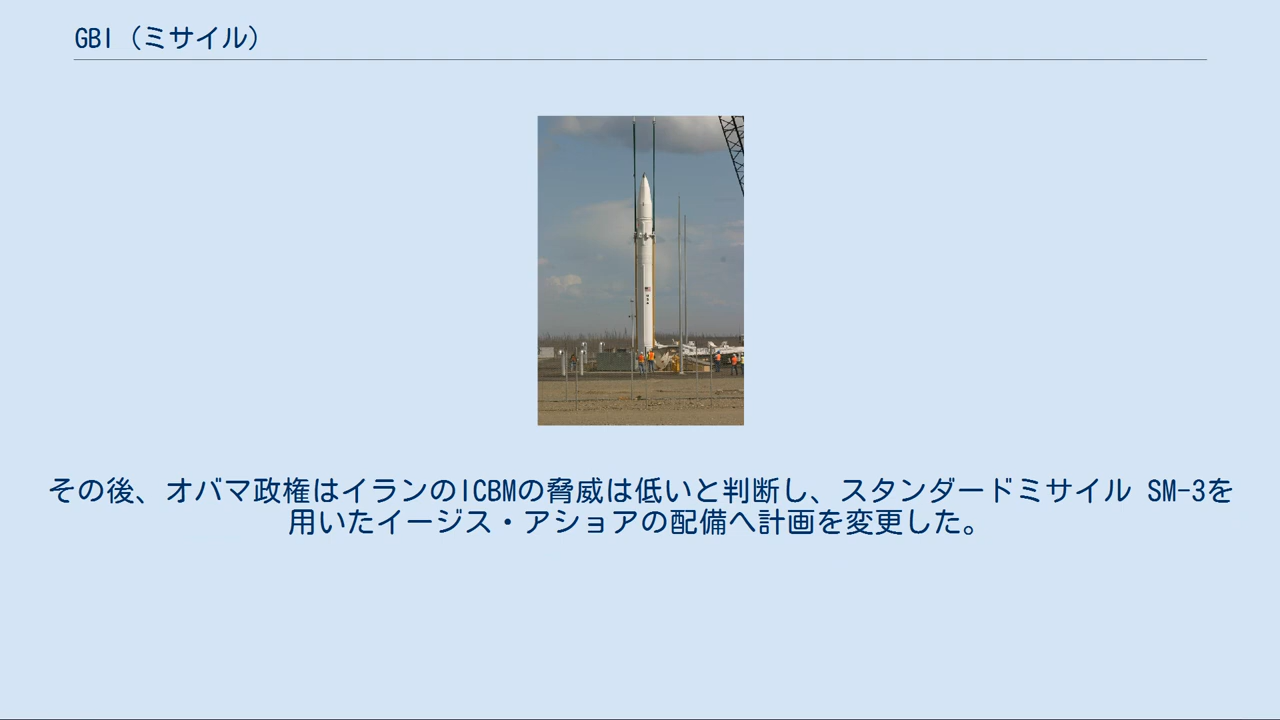 GBI（ミサイル）
その後、オバマ政権はイランのICBMの脅威は低いと判断し、スタンダードミサイル SM-3を
用いたイージス・アショアの配備へ計画を変更した。